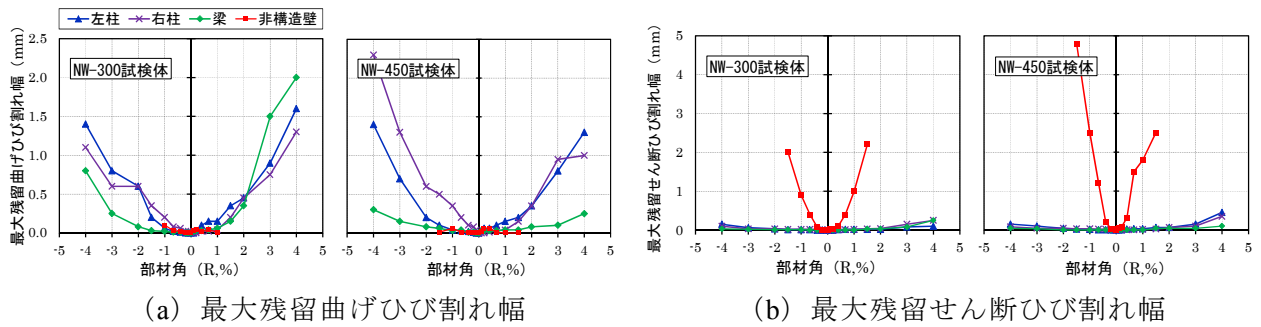 左柱 右柱 梁 非構造壁
最大残留曲げひび割れ幅（mm）
2.5
2.0
1.5
1.0
0.5
0.0
NW-300試検体
-5 -4 -3 -2 -1 0 1 2 3 4 5
部材角（R,%）
NW-450試検体
-5 -4 -3 -2 -1 0 1 2 3 4 5
部材角（R,%）
(a) 最大残留曲げひび割れ幅
最大残留せん断ひび割れ幅（mm）
5
4
3
2
1
0
NW-300試検体
-5 -4 -3 -2 -1 0 1 2 3 4 5
部材角（R,%）
NW-450試検体
-5 -4 -3 -2 -1 0 1 2 3 4 5
部材角（R,%）
(b) 最大残留せん断ひび割れ幅